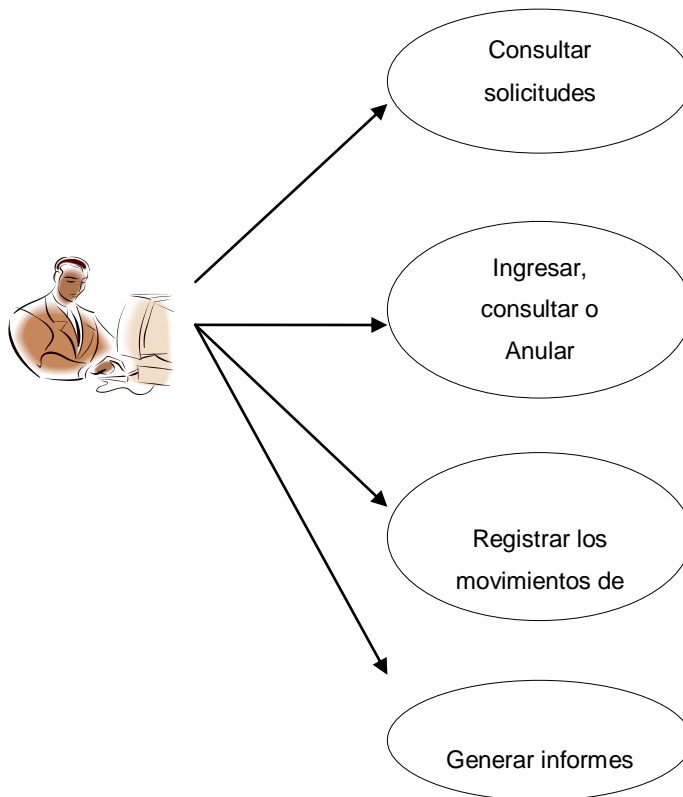 Consultar
solicitudes
Ingresar,
consultar o
Anular
Registrar los
movimientos de
Generar informes